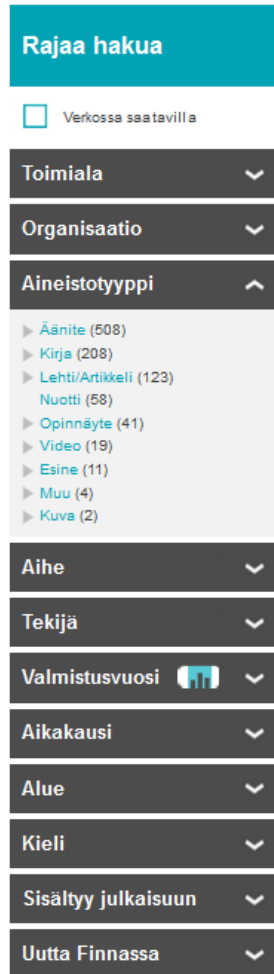 Rajaa hakua
Verkossa saatavilla
Toimiala
Organisaatio
Aineistotyyppi
Äänite (508)
Kirja (208)
Lehti/Artikkeli (123)
Nuotti (58)
Opinnäyte (41)
Video (19)
Esine (11)
Muu (4)
Kuva (2)
Aihe
Tekijä
Valmistusvuosi
Aikakausi
Alue
Kieli
Sisältyy julkaisuun
Uutta Finnassa